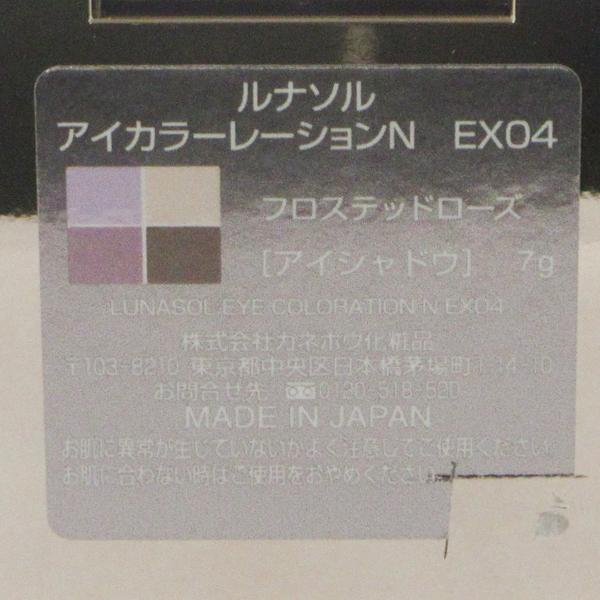 ルナソル
アイカラーレーションN EX04
フロステッドローズ
[アイシャドウ] 7g
LUNASOL EYE COLORATION N EX04
株式会社カネボウ化粧品
〒103-8210 東京都中央区日本橋茅場町1-14-10
お問合せ先 0120-518-520
MADE IN JAPAN
お肌に異常が生じていないかよく注意してご使用ください。
お肌に合わない時はご使用をおやめください。